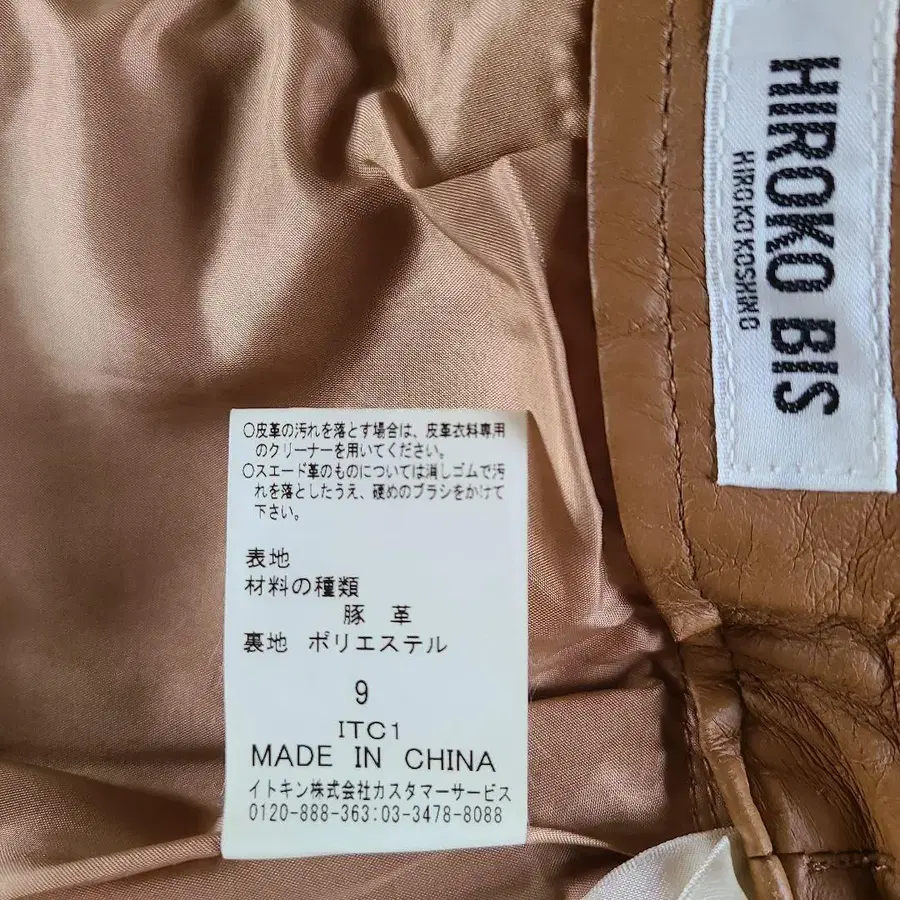 HIROKO BIS
HIROKO KOSHINO
○皮革の汚れを落とす場合は、皮革衣料専用
のクリーナーを用いてください。
○スエード革のものについては消しゴムで汚
れを落としたうえ、硬めのブラシをかけて
下さい。
表地
材料の種類
豚 革
裏地 ポリエステル
9
ITC1
MADE IN CHINA
イトキン株式会社カスタマーサービス
0120-888-363:03-3478-8088